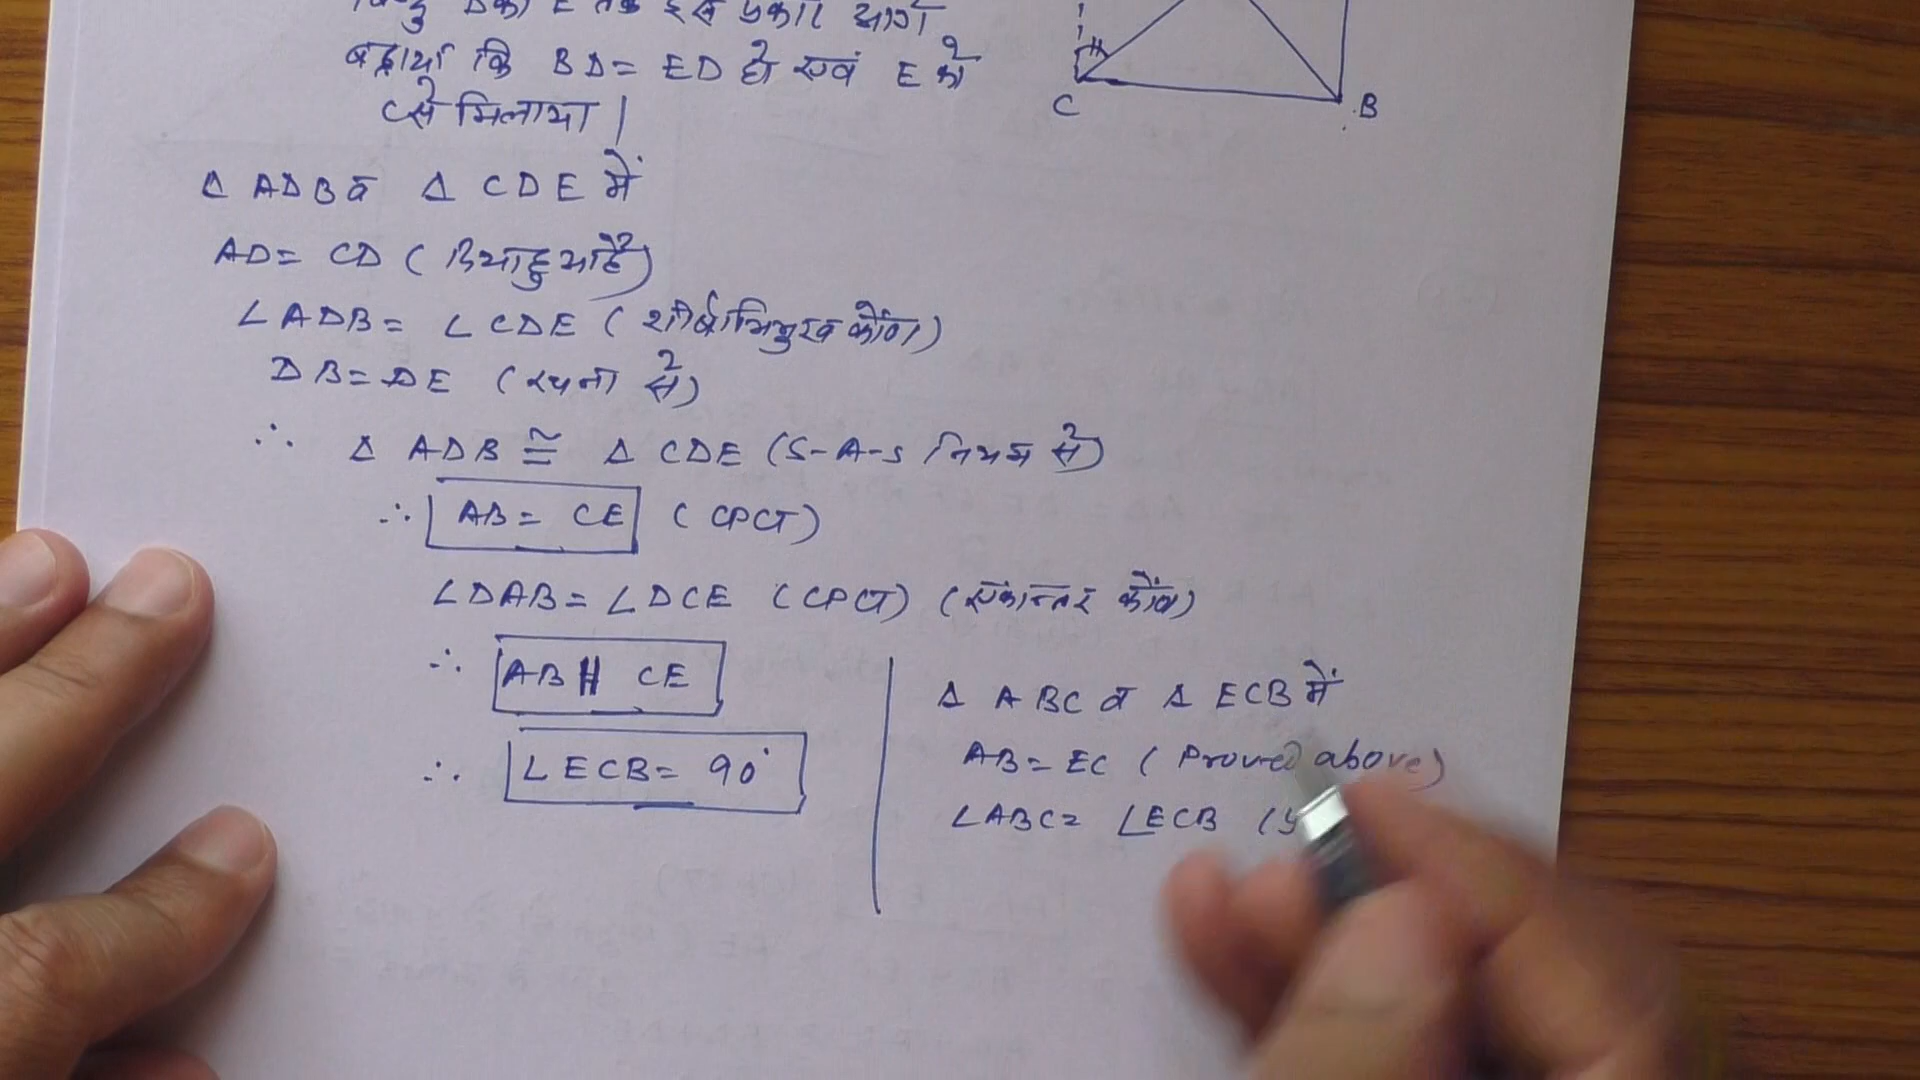 बढ़ाया कि BD = ED हो एवं E को
C से मिलाया |
C
B
Δ ADB व Δ CDE में
AD = CD ( दिया हुआ है )
∠ADB = ∠CDE ( शीर्षाभिमुख कोण )
DB = DE ( रचना से )
∴ Δ ADB ≅ Δ CDE (S-A-S नियम से )
∴ AB = CE ( CPCT )
∠DAB = ∠DCE (CPCT) (एकान्तर कोण)
∴ AB || CE
∴ ∠ECB = 90°
Δ ABC व Δ ECB में
AB = EC ( Proved above )
∠ABC = ∠ECB (